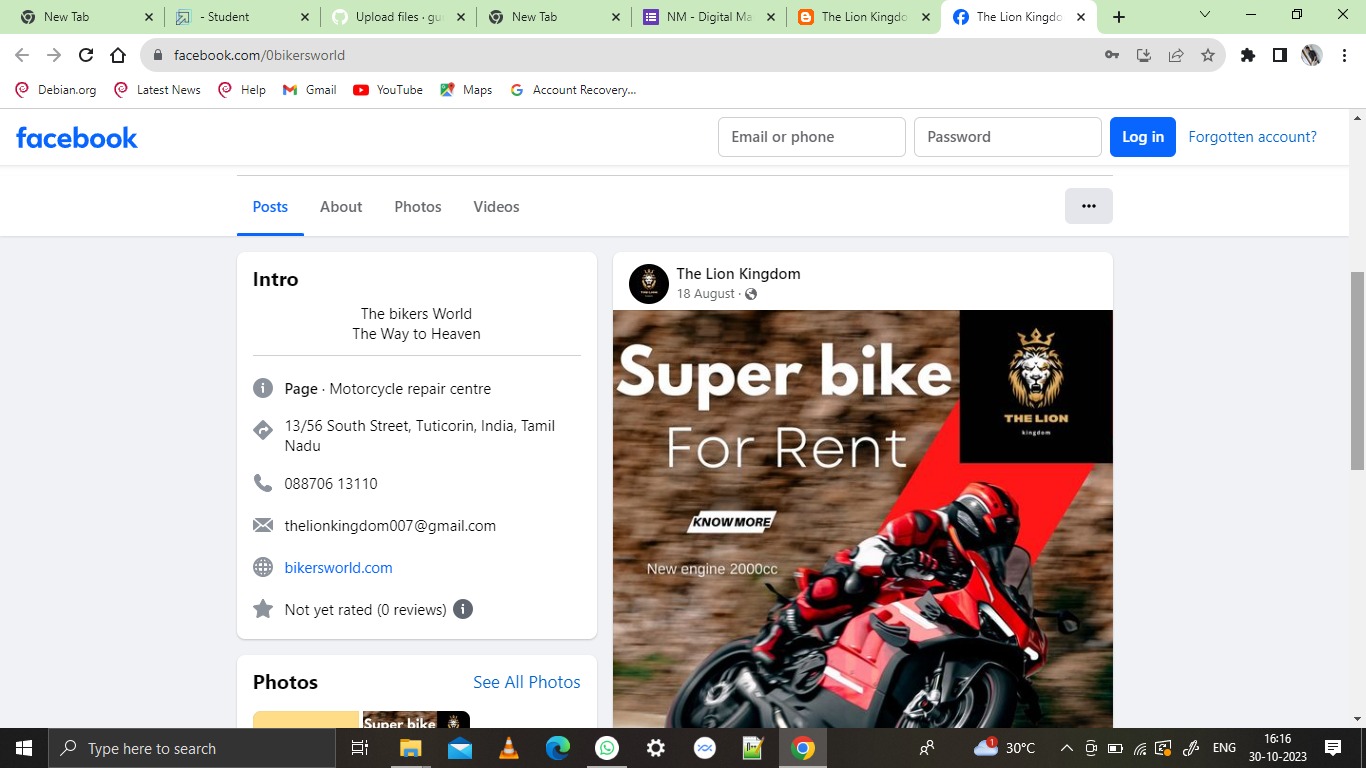 New Tab
- Student
Upload files · gu
New Tab
NM - Digital Ma
The Lion Kingdo
The Lion Kingdo
facebook.com/0bikersworld
Debian.org
Latest News
Help
Gmail
YouTube
Maps
Account Recovery...
facebook
Email or phone
Password
Log in
Forgotten account?
Posts
About
Photos
Videos
Intro
The bikers World
The Way to Heaven
Page · Motorcycle repair centre
13/56 South Street, Tuticorin, India, Tamil
Nadu
088706 13110
thelionkingdom007@gmail.com
bikersworld.com
Not yet rated (0 reviews)
Photos
See All Photos
Super bike
The Lion Kingdom
18 August ·
Super bike
For Rent
THE LION
kingdom
KNOW MORE
New engine 2000cc
Type here to search
1
30°C
ENG
16:16
30-10-2023